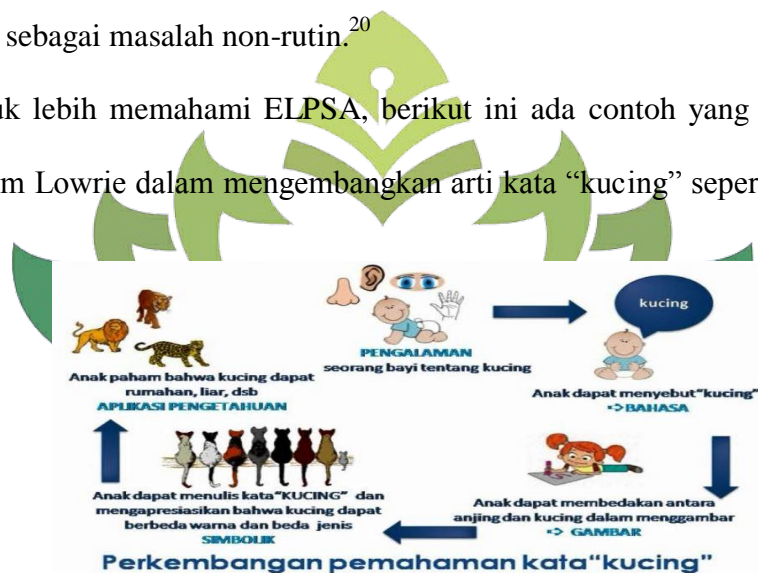 sebagai masalah non-rutin.20
uk lebih memahami ELPSA, berikut ini ada contoh yang
m Lowrie dalam mengembangkan arti kata “kucing” seper
PENGALAMAN
seorang bayi tentang kucing
kucing
Anak dapat menyebut“kucing”
BAHASA
Anak dapat membedakan antara
anjing dan kucing dalam menggambar
GAMBAR
Anak dapat menulis kata“KUCING” dan
mengapresiasikan bahwa kucing dapat
berbeda warna dan beda jenis
SIMBOLIK
Anak paham bahwa kucing dapat
rumahan, liar, dsb
APLIKASI PENGETAHUAN
Perkembangan pemahaman kata“kucing”